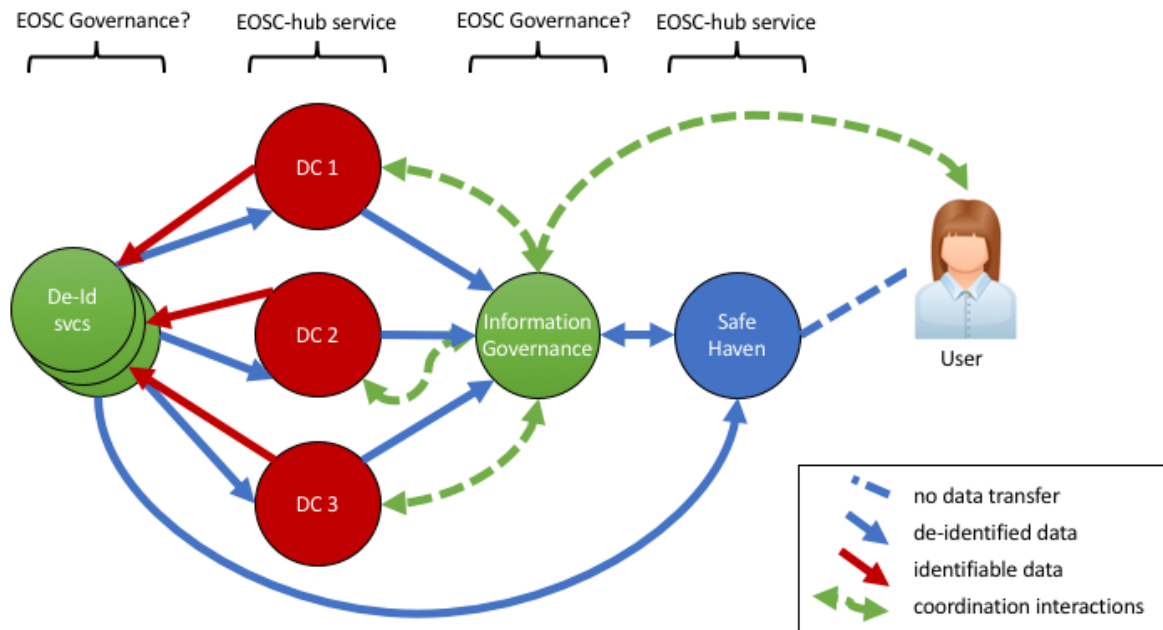 EOSC Governance?
EOSC-hub service
EOSC Governance?
EOSC-hub service
DC 1
De-Id
svcs
DC 2
Information
Governance
Safe
Haven
User
DC 3
no data transfer
de-identified data
identifiable data
coordination interactions